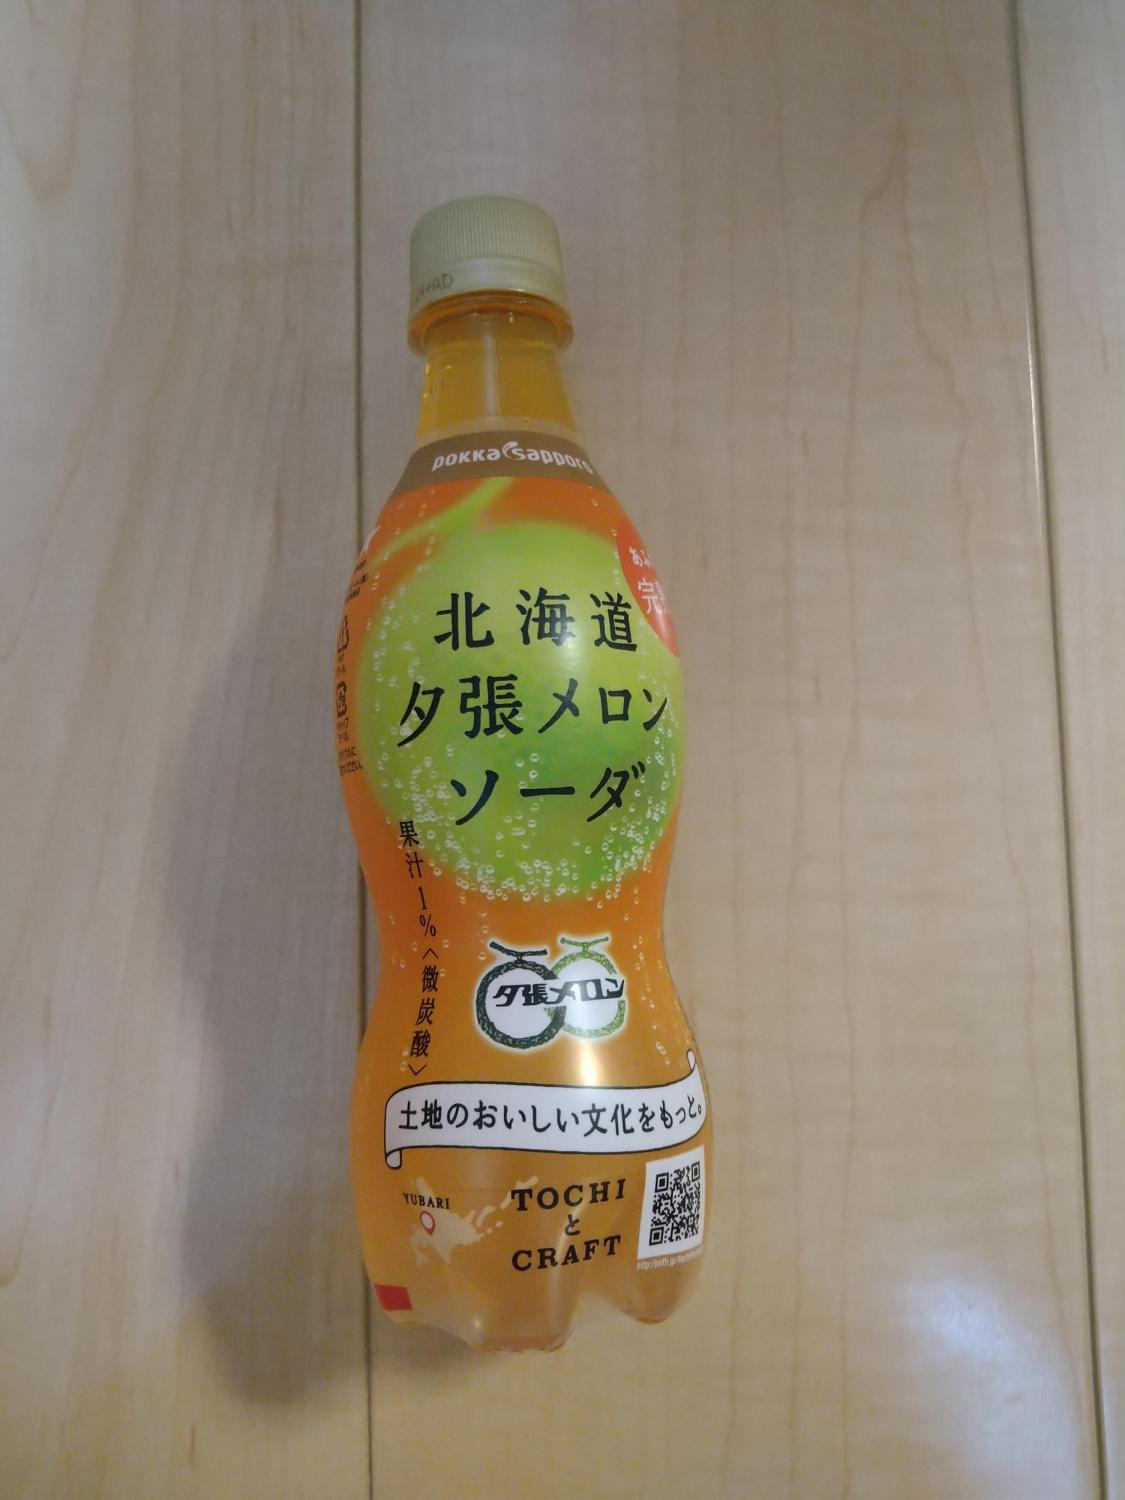 pokka sapporo
北海道
夕張メロン
ソーダ
果汁1%〈微炭酸〉
夕張メロン
土地のおいしい文化をもっと。
YUBARI
TOCHI
と
CRAFT